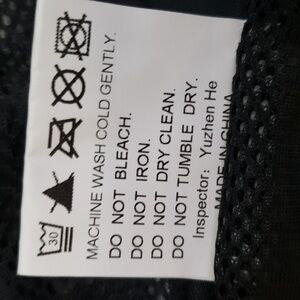 30
MACHINE WASH COLD GENTLY.
DO NOT BLEACH.
DO NOT IRON.
DO NOT DRY CLEAN.
DO NOT TUMBLE DRY.
Inspector: Yuzhen He
MADE IN CHINA